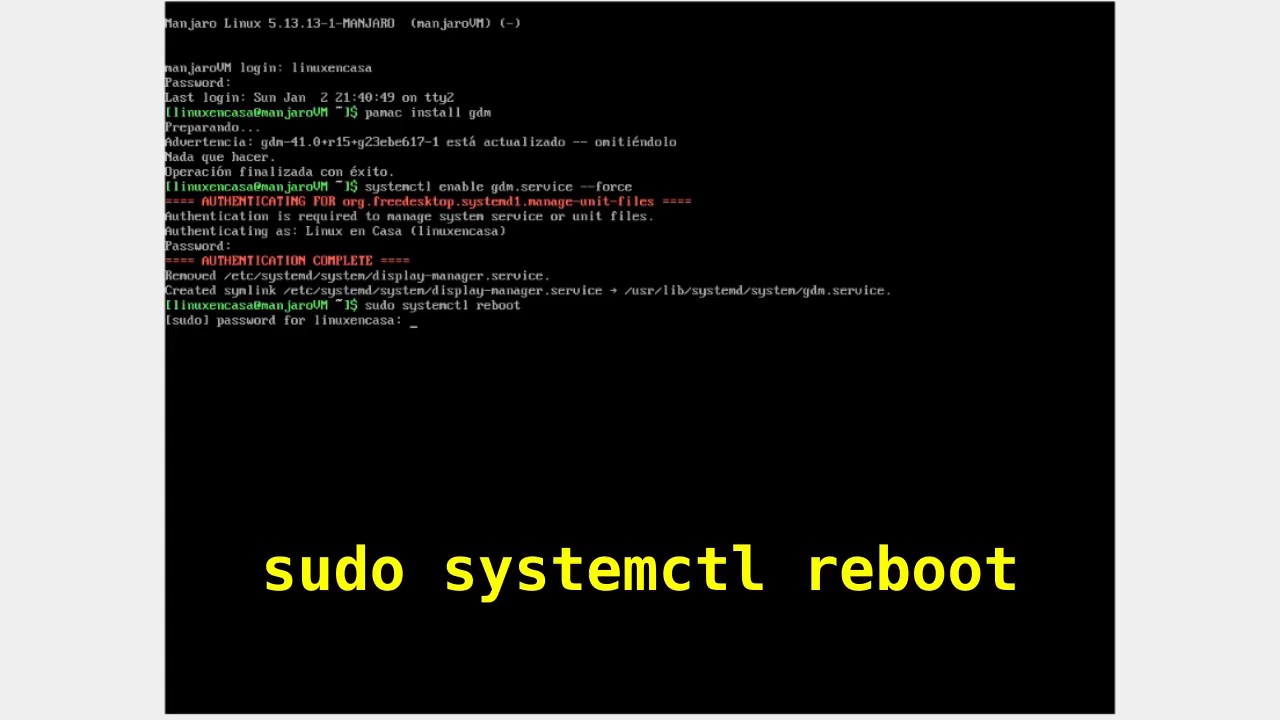 Manjaro Linux 5.13.13-1-MANJARO  (manjaroVM) (-)
manjaroVM login: linuxencasa
Password:
Last login: Sun Jan  2 21:40:49 on tty2
[linuxencasa@manjaroVM ~]$ pamac install gdm
Preparando...
Advertencia: gdm-41.0+r15+g23ebe617-1 está actualizado -- omitiéndolo
Nada que hacer.
Operación finalizada con éxito.
[linuxencasa@manjaroVM ~]$ systemctl enable gdm.service --force
==== AUTHENTICATING FOR org.freedesktop.systemd1.manage-unit-files ====
Authentication is required to manage system service or unit files.
Authenticating as: Linux en Casa (linuxencasa)
Password:
==== AUTHENTICATION COMPLETE ====
Removed /etc/systemd/system/display-manager.service.
Created symlink /etc/systemd/system/display-manager.service → /usr/lib/systemd/system/gdm.service.
[linuxencasa@manjaroVM ~]$ sudo systemctl reboot
[sudo] password for linuxencasa: _
sudo systemctl reboot